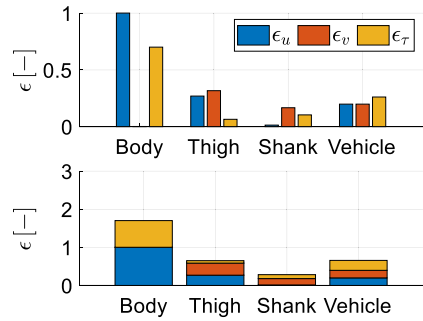 1
ϵ_u ϵ_v ϵ_τ
ϵ [−]
0.5
0
Body Thigh Shank Vehicle
3
2
ϵ [−]
1
0
Body Thigh Shank Vehicle